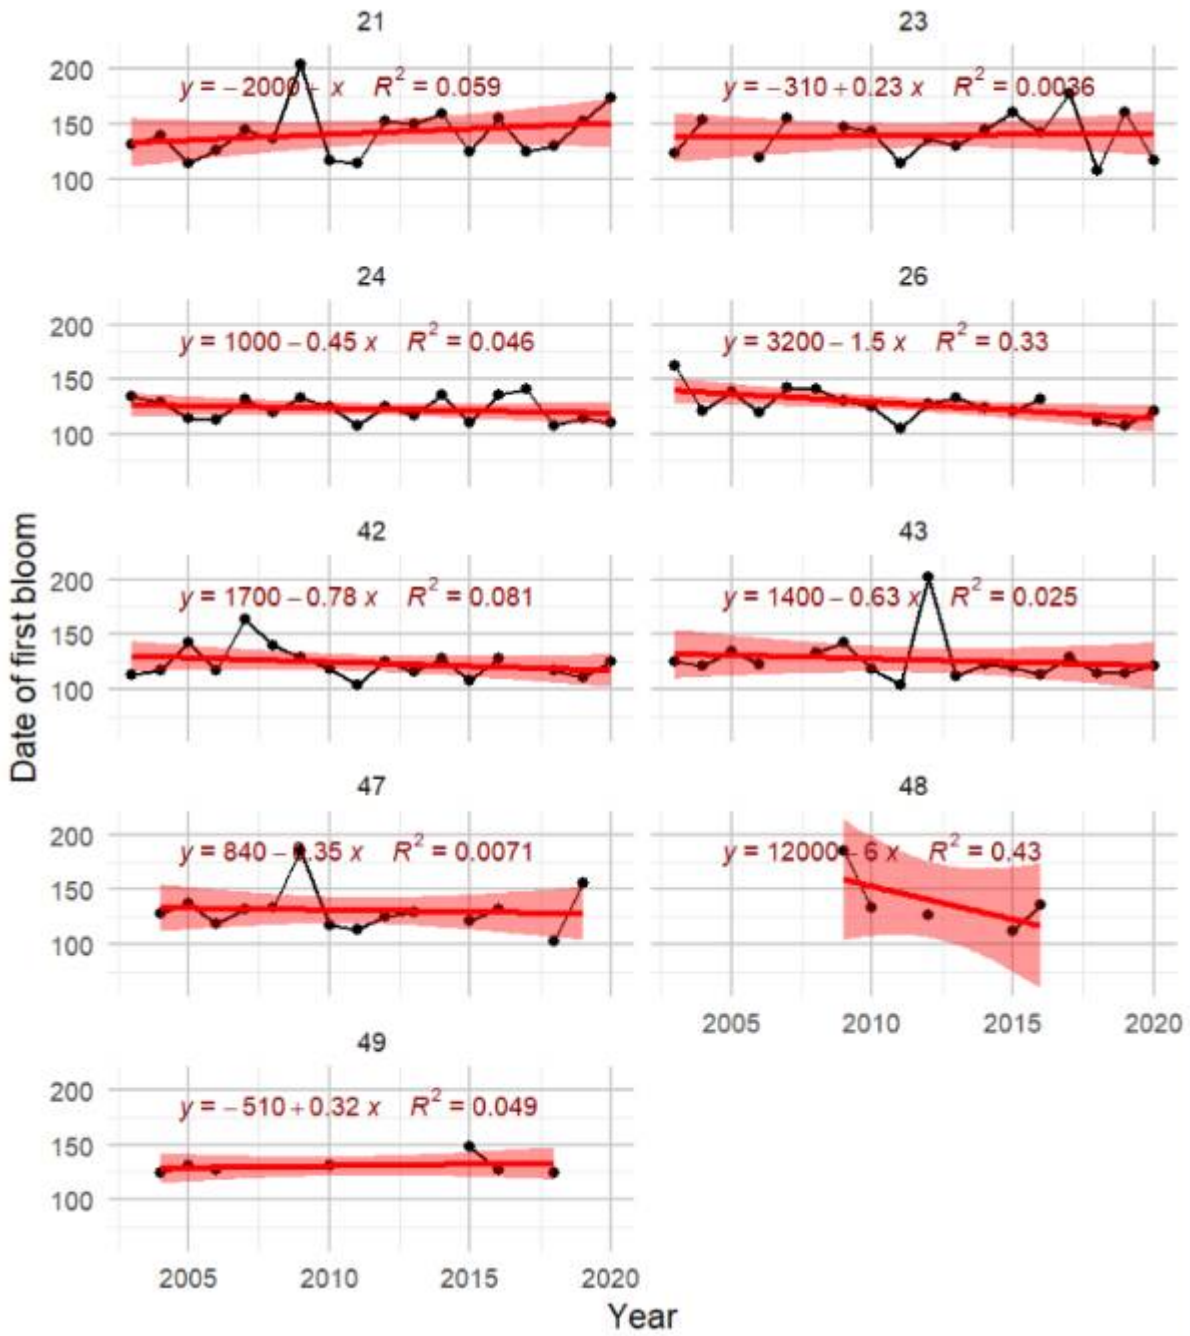 21 23
200
150
100
y = −2000 + x R² = 0.059
y = −310 + 0.23 x R² = 0.0036
24 26
200
150
100
y = 1000 − 0.45 x R² = 0.046
y = 3200 − 1.5 x R² = 0.33
42 43
200
150
100
y = 1700 − 0.78 x R² = 0.081
y = 1400 − 0.63 x R² = 0.025
Date of first bloom
47 48
200
150
100
y = 840 − 0.35 x R² = 0.0071
y = 12000 − 6 x R² = 0.43
2005 2010 2015 2020
49
200
150
100
y = −510 + 0.32 x R² = 0.049
2005 2010 2015 2020
Year